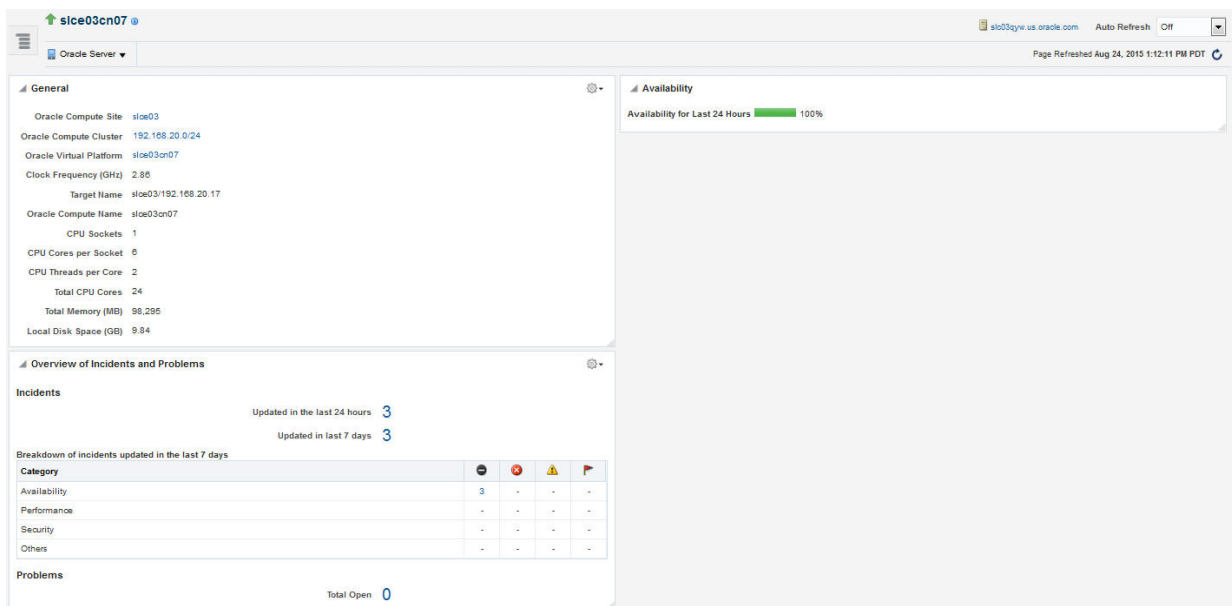 slce03cn07
slc03qyw.us.oracle.com Auto Refresh Off
Oracle Server
Page Refreshed Aug 24, 2015 1:12:11 PM PDT
General
Oracle Compute Site slce03
Oracle Compute Cluster 192.168.20.0/24
Oracle Virtual Platform slce03cn07
Clock Frequency (GHz) 2.86
Target Name slce03/192.168.20.17
Oracle Compute Name slce03cn07
CPU Sockets 1
CPU Cores per Socket 6
CPU Threads per Core 2
Total CPU Cores 24
Total Memory (MB) 98,295
Local Disk Space (GB) 9.84
Availability
Availability for Last 24 Hours 100%
Overview of Incidents and Problems
Incidents
Updated in the last 24 hours 3
Updated in last 7 days 3
Breakdown of incidents updated in the last 7 days
Category
Availability 3 - - -
Performance - - - -
Security - - - -
Others - - - -
Problems
Total Open 0